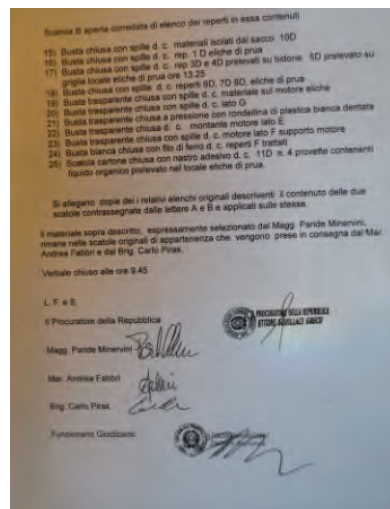 Scatola B aperta corredata di elenco dei reperti in essa contenuti
15) Busta chiusa con spille d. c. materiali isolati dal sacco 10D
16) Busta chiusa con spille d. c. rep. 1 D eliche di prua
17) Busta chiusa con spille d. c. rep 3D e 4D prelevati su bidone. 5D prelevato su
griglia locale eliche di prua ore 13.25
18) Busta chiusa con spille d. c. reperti 6D, 7D 8D, eliche di prua
19) Busta trasparente chiusa con spille d. c. materiale sul motore eliche
20) Busta trasparente chiusa con spille d. c. lato G
21) Busta trasparente chiusa a pressione con rondellina di plastica bianca dentata
22) Busta trasparente chiusa d. c. montante motore lato E
23) Busta trasparente chiusa con spille d. c. motore lato F supporto motore
24) Busta bianca chiusa con filo di ferro d. c. reperti F trattati
25) Scatola cartone chiusa con nastro adesivo d. c. 11D n. 4 provette contenenti
liquido organico prelevato nel locale eliche di prua.
Si allegano copie dei i relativi elenchi originali descriventi il contenuto delle due
scatole contrassegnate dalle lettere A e B e applicati sulle stesse.
Il materiale sopra descritto, espressamente selezionato dal Magg. Paride Minervini,
rimane nelle scatole originali di appartenenza che vengono prese in consegna dal Mar.
Andrea Fabbri e dal Brig. Carlo Piras.
Verbale chiuso alle ore 9.45
L. F. e S.
Il Procuratore della Repubblica
PROCURATORE DELLA REPUBBLICA
ETTORE SQUILLACE GRECO
Magg. Paride Minervini
Mar. Andrea Fabbri
Brig. Carlo Piras
Funzionario Giudiziario